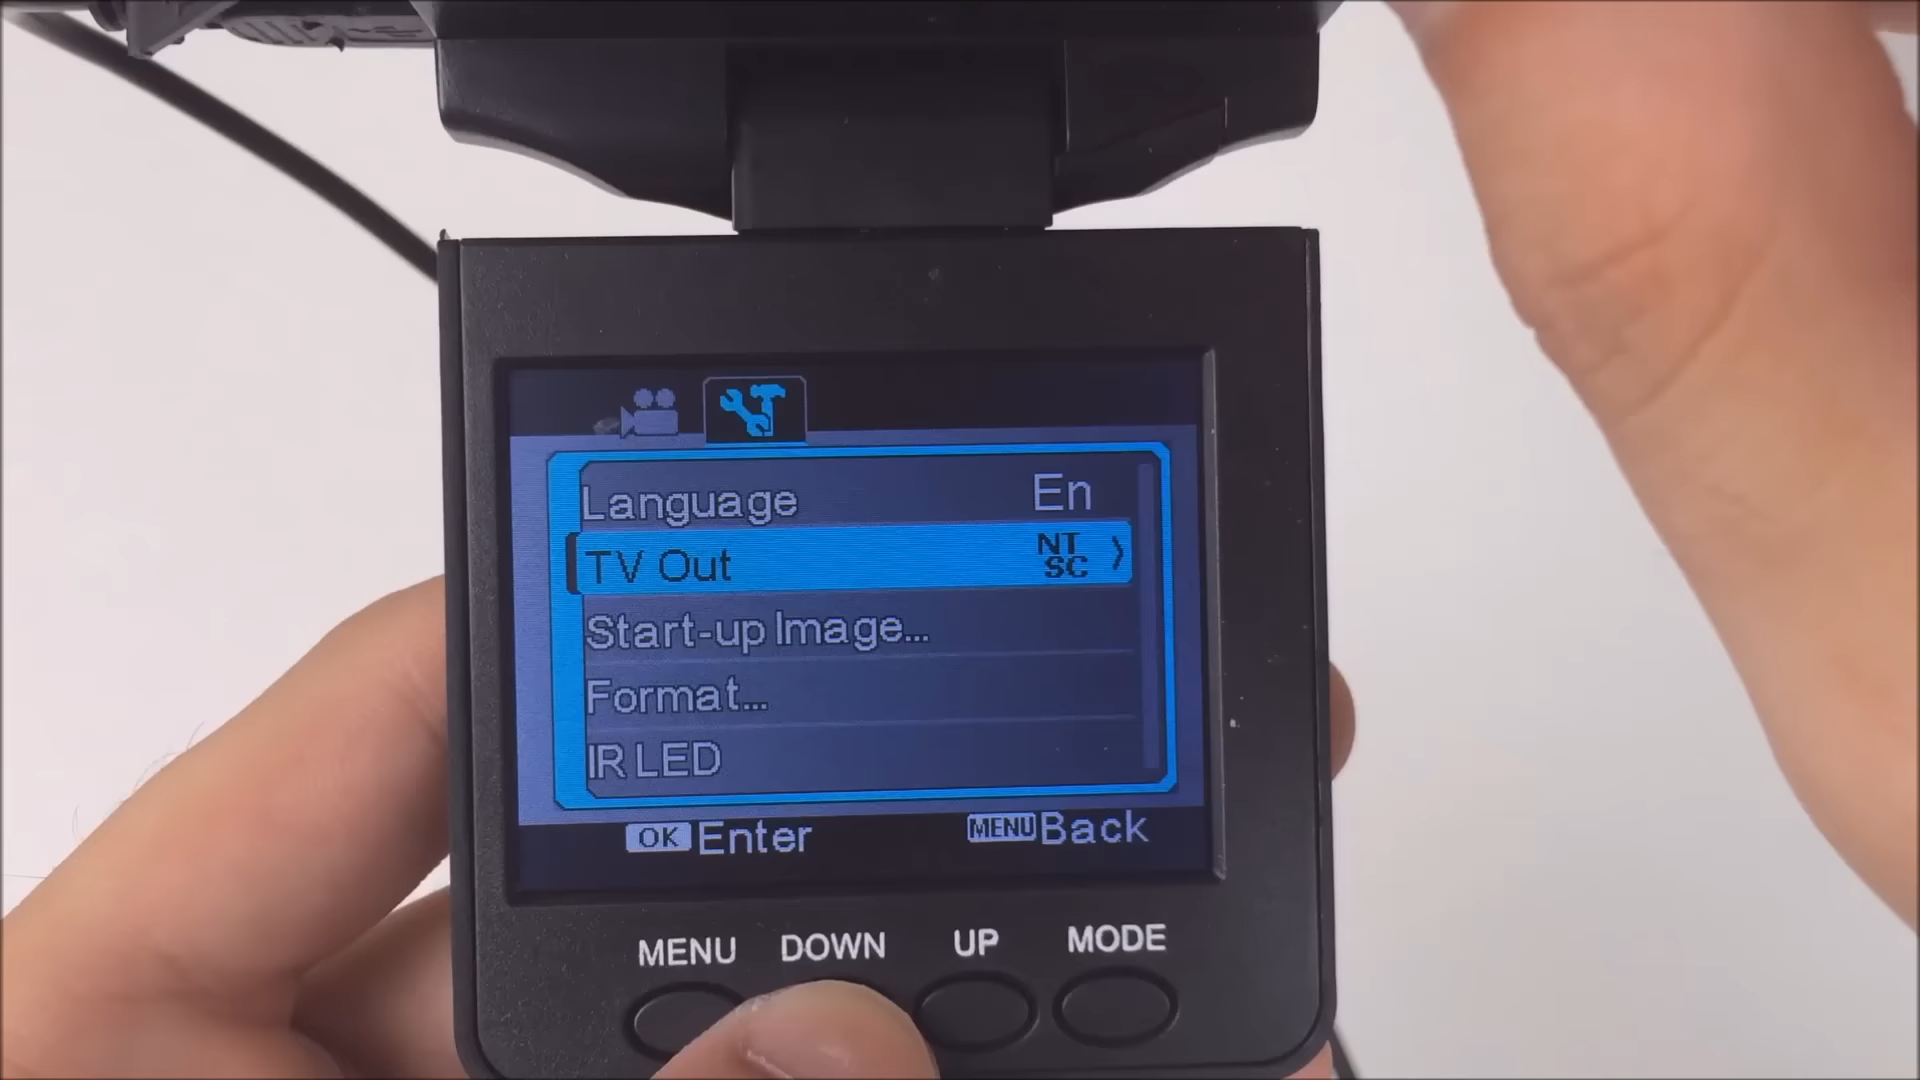 Language En
TV Out NT
SC
Start-up Image...
Format...
IR LED
OK Enter MENU Back
MENU DOWN UP MODE